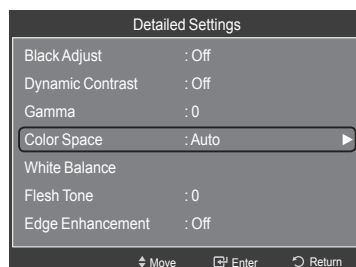 Detailed Settings
Black Adjust : Off
Dynamic Contrast : Off
Gamma : 0
Color Space : Auto
White Balance
Flesh Tone : 0
Edge Enhancement : Off
Move Enter Return